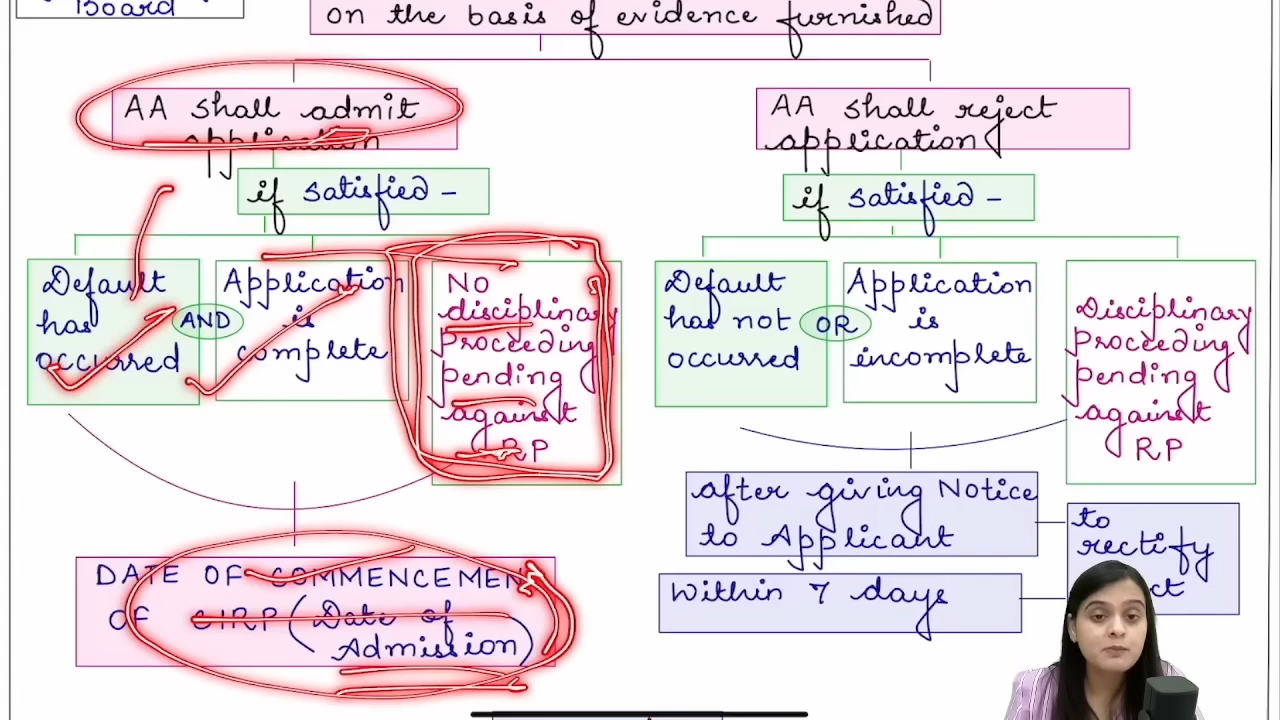 Board
on the basis of evidence furnished
AA shall admit
application
if satisfied -
Default
has
occurred
AND
Application
is
complete
No
disciplinary
proceeding
pending
against
RP
DATE OF COMMENCEMEN
OF CIRP (Date of
Admission)
AA shall reject
application
if satisfied -
Default
has not
occurred
OR
Application
is
incomplete
Disciplinary
Proceeding
pending
against
RP
after giving Notice
to Applicant
to
rectify
Within 7 days